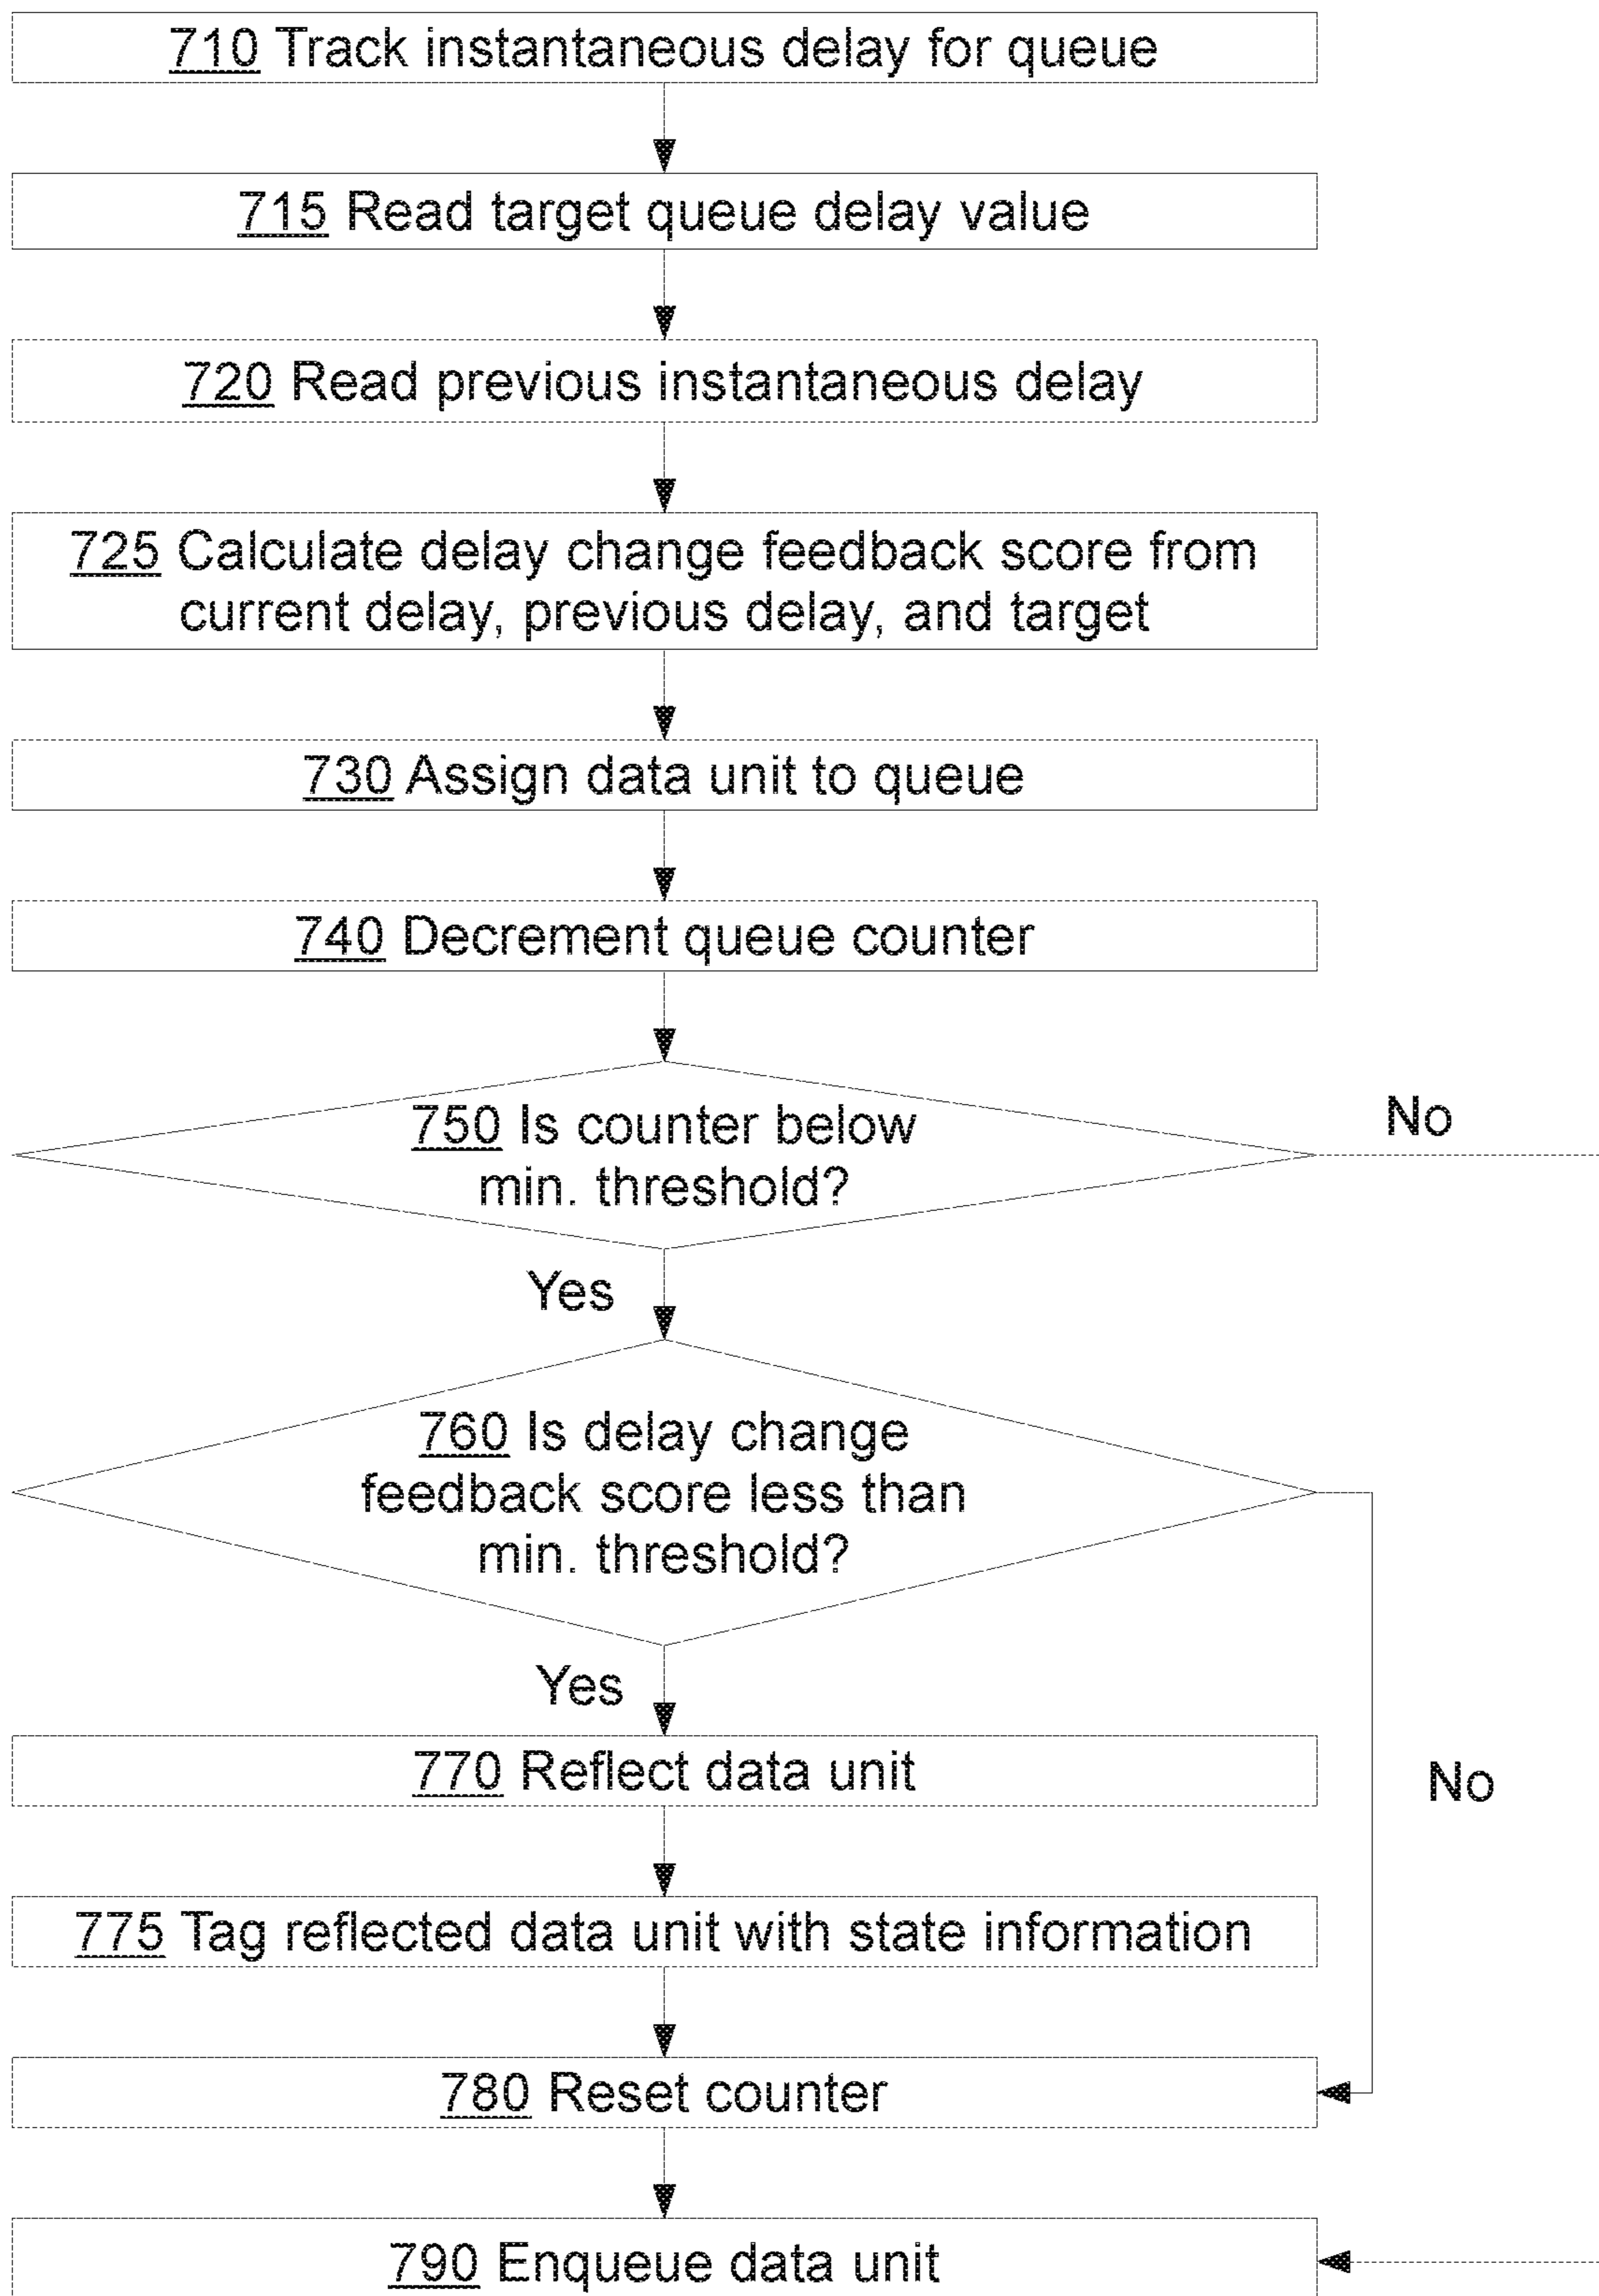 710 Track instantaneous delay for queue
715 Read target queue delay value
720 Read previous instantaneous delay
725 Calculate delay change feedback score from
current delay, previous delay, and target
730 Assign data unit to queue
740 Decrement queue counter
750 Is counter below
min. threshold?
No
Yes
760 Is delay change
feedback score less than
min. threshold?
Yes
770 Reflect data unit
No
775 Tag reflected data unit with state information
780 Reset counter
790 Enqueue data unit